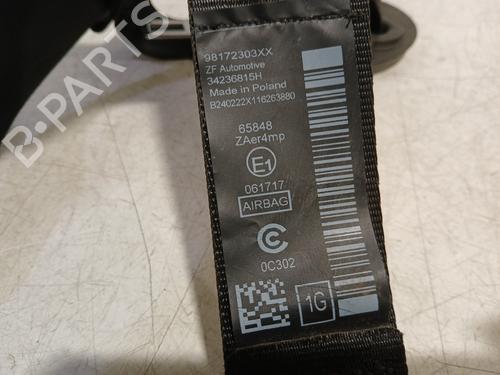 98172303XX
ZF Automotive
34236815H
Made in Poland
B240222X116263880
65848
ZAer4mp
E1
061717
AIRBAG
C
0C302
1G
B-PARTS